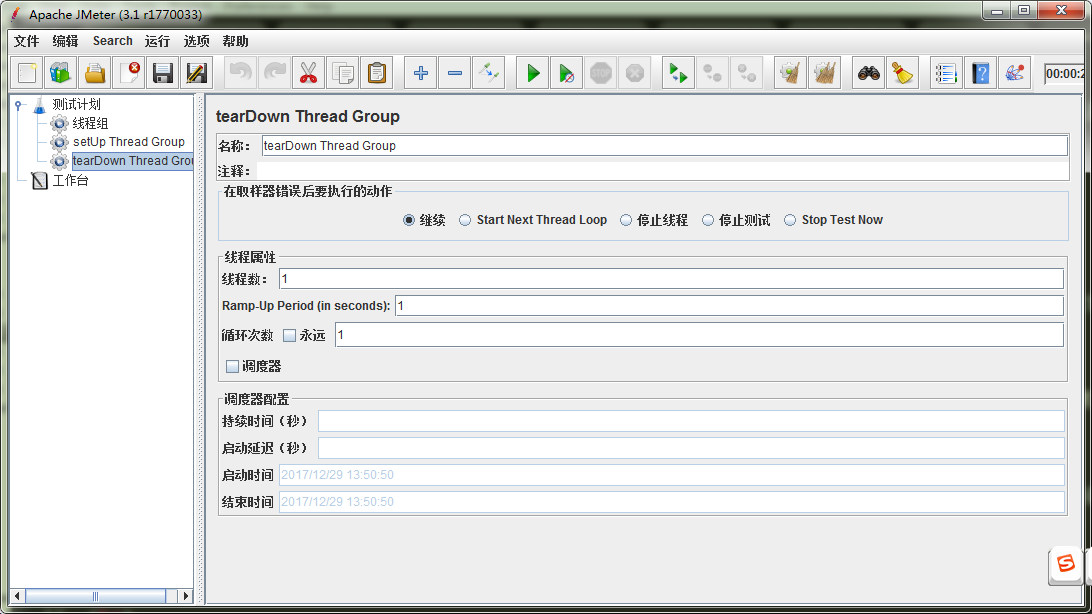 Apache JMeter (3.1 r1770033)
文件 编辑 Search 运行 选项 帮助
STOP
00:00:2
测试计划
线程组
setUp Thread Group
tearDown Thread Grou
工作台
tearDown Thread Group
名称： tearDown Thread Group
注释：
在取样器错误后要执行的动作
继续 Start Next Thread Loop 停止线程 停止测试 Stop Test Now
线程属性
线程数： 1
Ramp-Up Period (in seconds): 1
循环次数 永远 1
调度器
调度器配置
持续时间（秒）
启动延迟（秒）
启动时间 2017/12/29 13:50:50
结束时间 2017/12/29 13:50:50